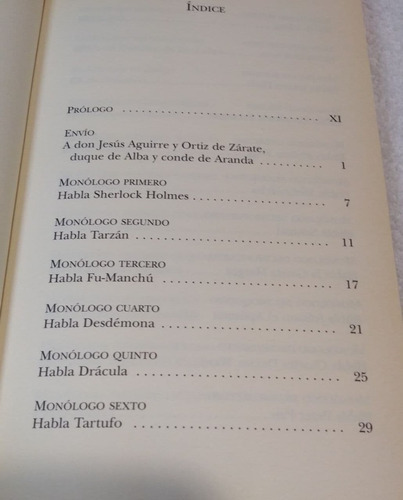 ÍNDICE
PRÓLOGO . . . . . . . . . . . . . . . . . . . . . . . . . . . XI
ENVÍO
A don Jesús Aguirre y Ortiz de Zárate,
duque de Alba y conde de Aranda . . . . . . . . . . . 1
MONÓLOGO PRIMERO
Habla Sherlock Holmes . . . . . . . . . . . . . . . . . 7
MONÓLOGO SEGUNDO
Habla Tarzán . . . . . . . . . . . . . . . . . . . . . . . 11
MONÓLOGO TERCERO
Habla Fu-Manchú . . . . . . . . . . . . . . . . . . . . 17
MONÓLOGO CUARTO
Habla Desdémona . . . . . . . . . . . . . . . . . . . . 21
MONÓLOGO QUINTO
Habla Drácula . . . . . . . . . . . . . . . . . . . . . . 25
MONÓLOGO SEXTO
Habla Tartufo . . . . . . . . . . . . . . . . . . . . . . 29